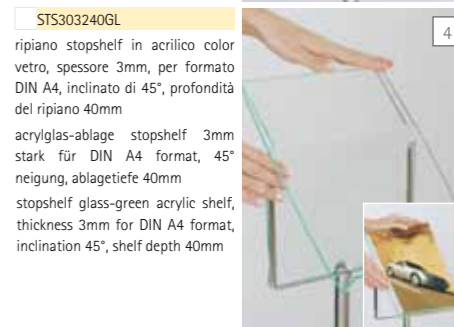 STS303240GL
ripiano stopshelf in acrilico color
vetro, spessore 3mm, per formato
DIN A4, inclinato di 45°, profondità
del ripiano 40mm
acrylglas-ablage stopshelf 3mm
stark für DIN A4 format, 45°
neigung, ablagetiefe 40mm
stopshelf glass-green acrylic shelf,
thickness 3mm for DIN A4 format,
inclination 45°, shelf depth 40mm
4